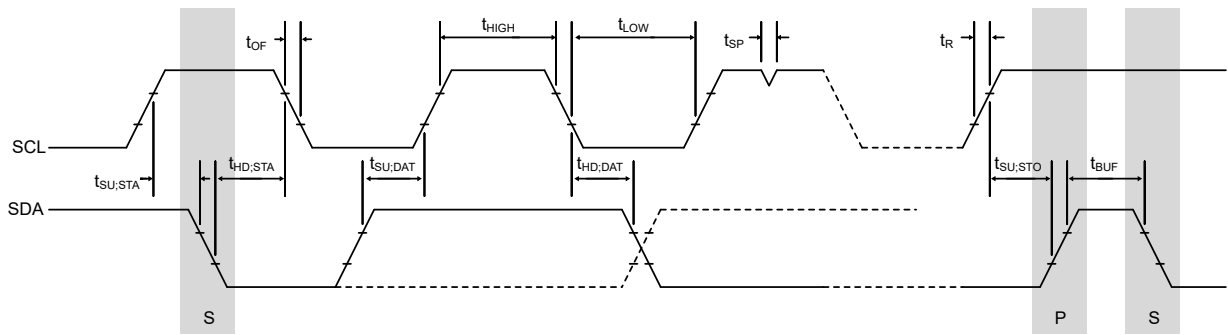 tOF
tHIGH
tLOW
tSP
tR
SCL
tSU;STA
tHD;STA
tSU;DAT
tHD;DAT
tSU;STO
tBUF
SDA
S
P
S